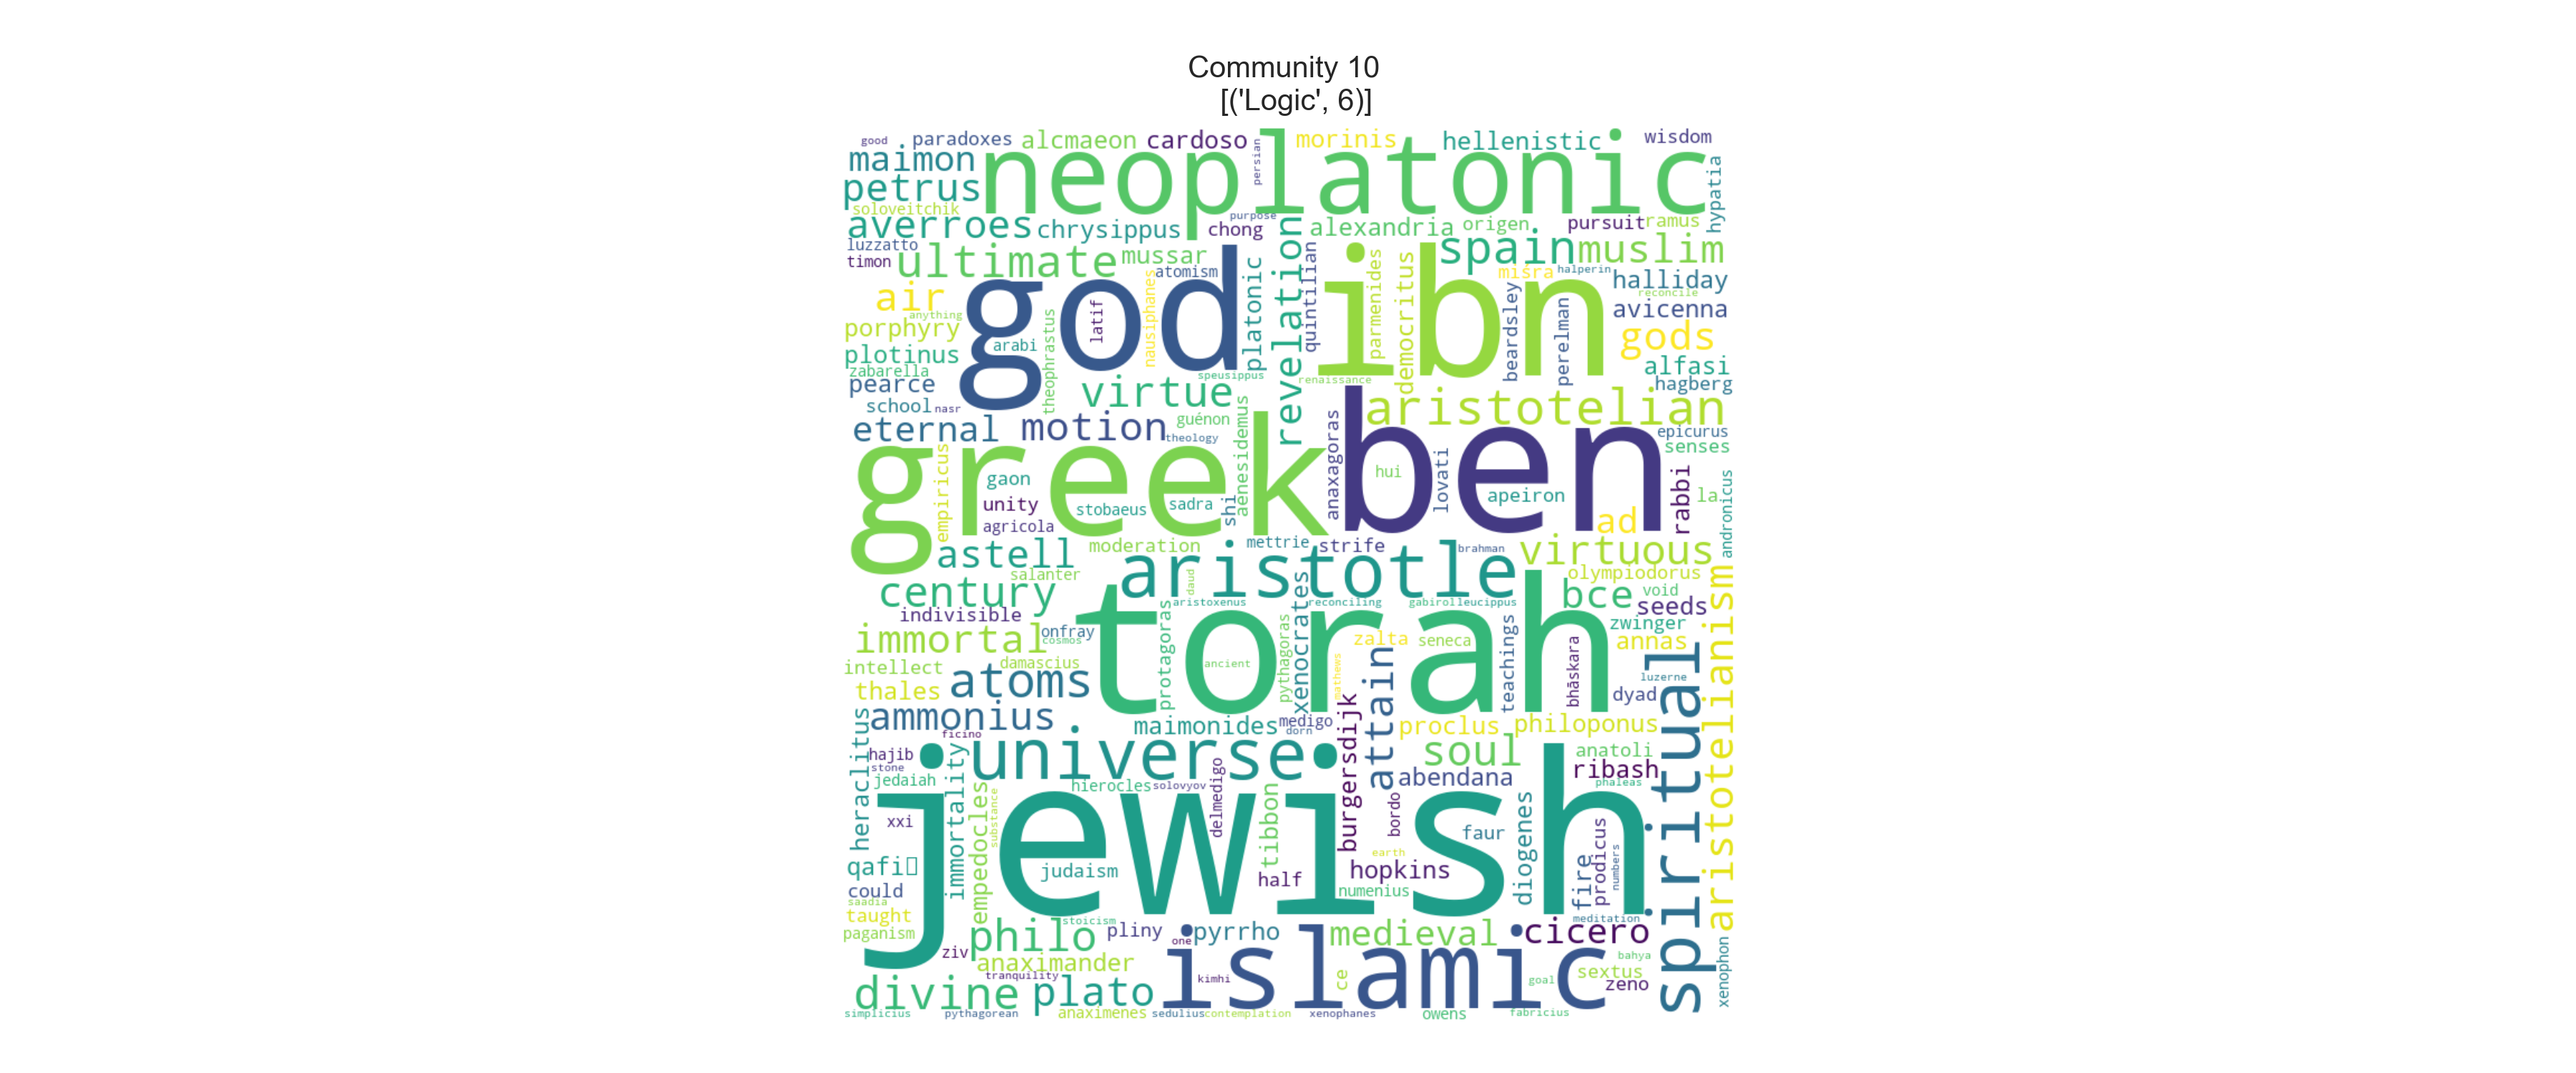 Community 10
[('Logic', 6)]
good paradoxes alcmaeon cardoso morinis hellenistic wisdom
maimon neoplatonic persian hypatia
petrus
soloveitchik purpose
averroes chrysippus chong revelation alexandria origen pursuit ramus
luzzatto
timon ultimate mussar atomism spain muslim
god ibn misra halperin halliday
air nausiphanes platonic quintilian parmenides democritus reconcile
anything latif beardsley perelman avicenna
porphyry arabi theophrastus gods
plotinus alfasi
zabarella speusippus renaissance
pearce virtue hagberg
school nasr aristotelian
eternal motion guénon theology aenesidemus anaxagoras epicurus
senses
greek ben
empiricus gaon hui lovati rabbi la andronicus
unity stobaeus sadra shi apeiron
agricola ad
astell moderation mettrie strife brahman virtuous
salanter aristotle olympiodorus
century daud aristoxenus xenocrates reconciling gabirol leucippus bce void
indivisible seeds
torah aristotelianism
immortal onfray cosmos protagoras pythagoras zalta seneca teachings zwinger
annas
intellect damascius ancient mathews bhāskara luzerne
thales atoms attain dyad spiritual
ammonius maimonides medigo dorn burgersdijk proclus philoponus
heraclitus ficino universe soul anatoli
hajib stone ribash
jedaiah immortality hierocles solovyov delmedigo abendana phaleas
jewish
empedocles substance tibbon bordo diogenes
xxi faur prodicus
qafi judaism earth fire numbers
half hopkins
could numenius
saadia
taught stoicism meditation
paganism philo pliny pyrrho medieval cicero
ziv one bahya xenophon
anaximander islamic sextus
tranquility kimhi ce goal zeno
divine plato
simplicius pythagorean anaximenes sedulius contemplation xenophanes owens fabricius